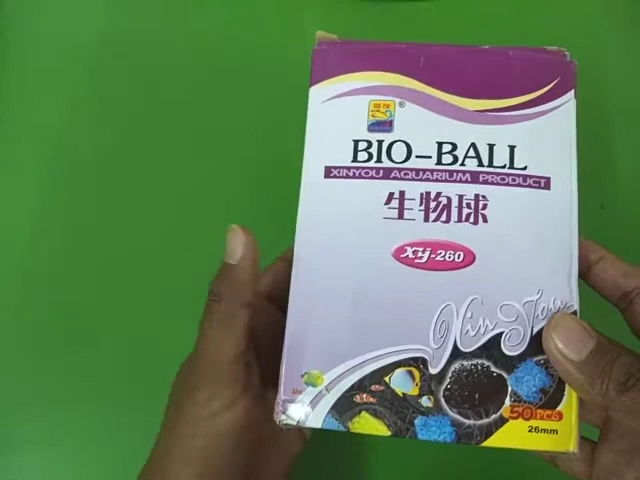 ®
BIO-BALL
XINYOU AQUARIUM PRODUCT
生物球
XY-260
Xin You
50PCS
26mm